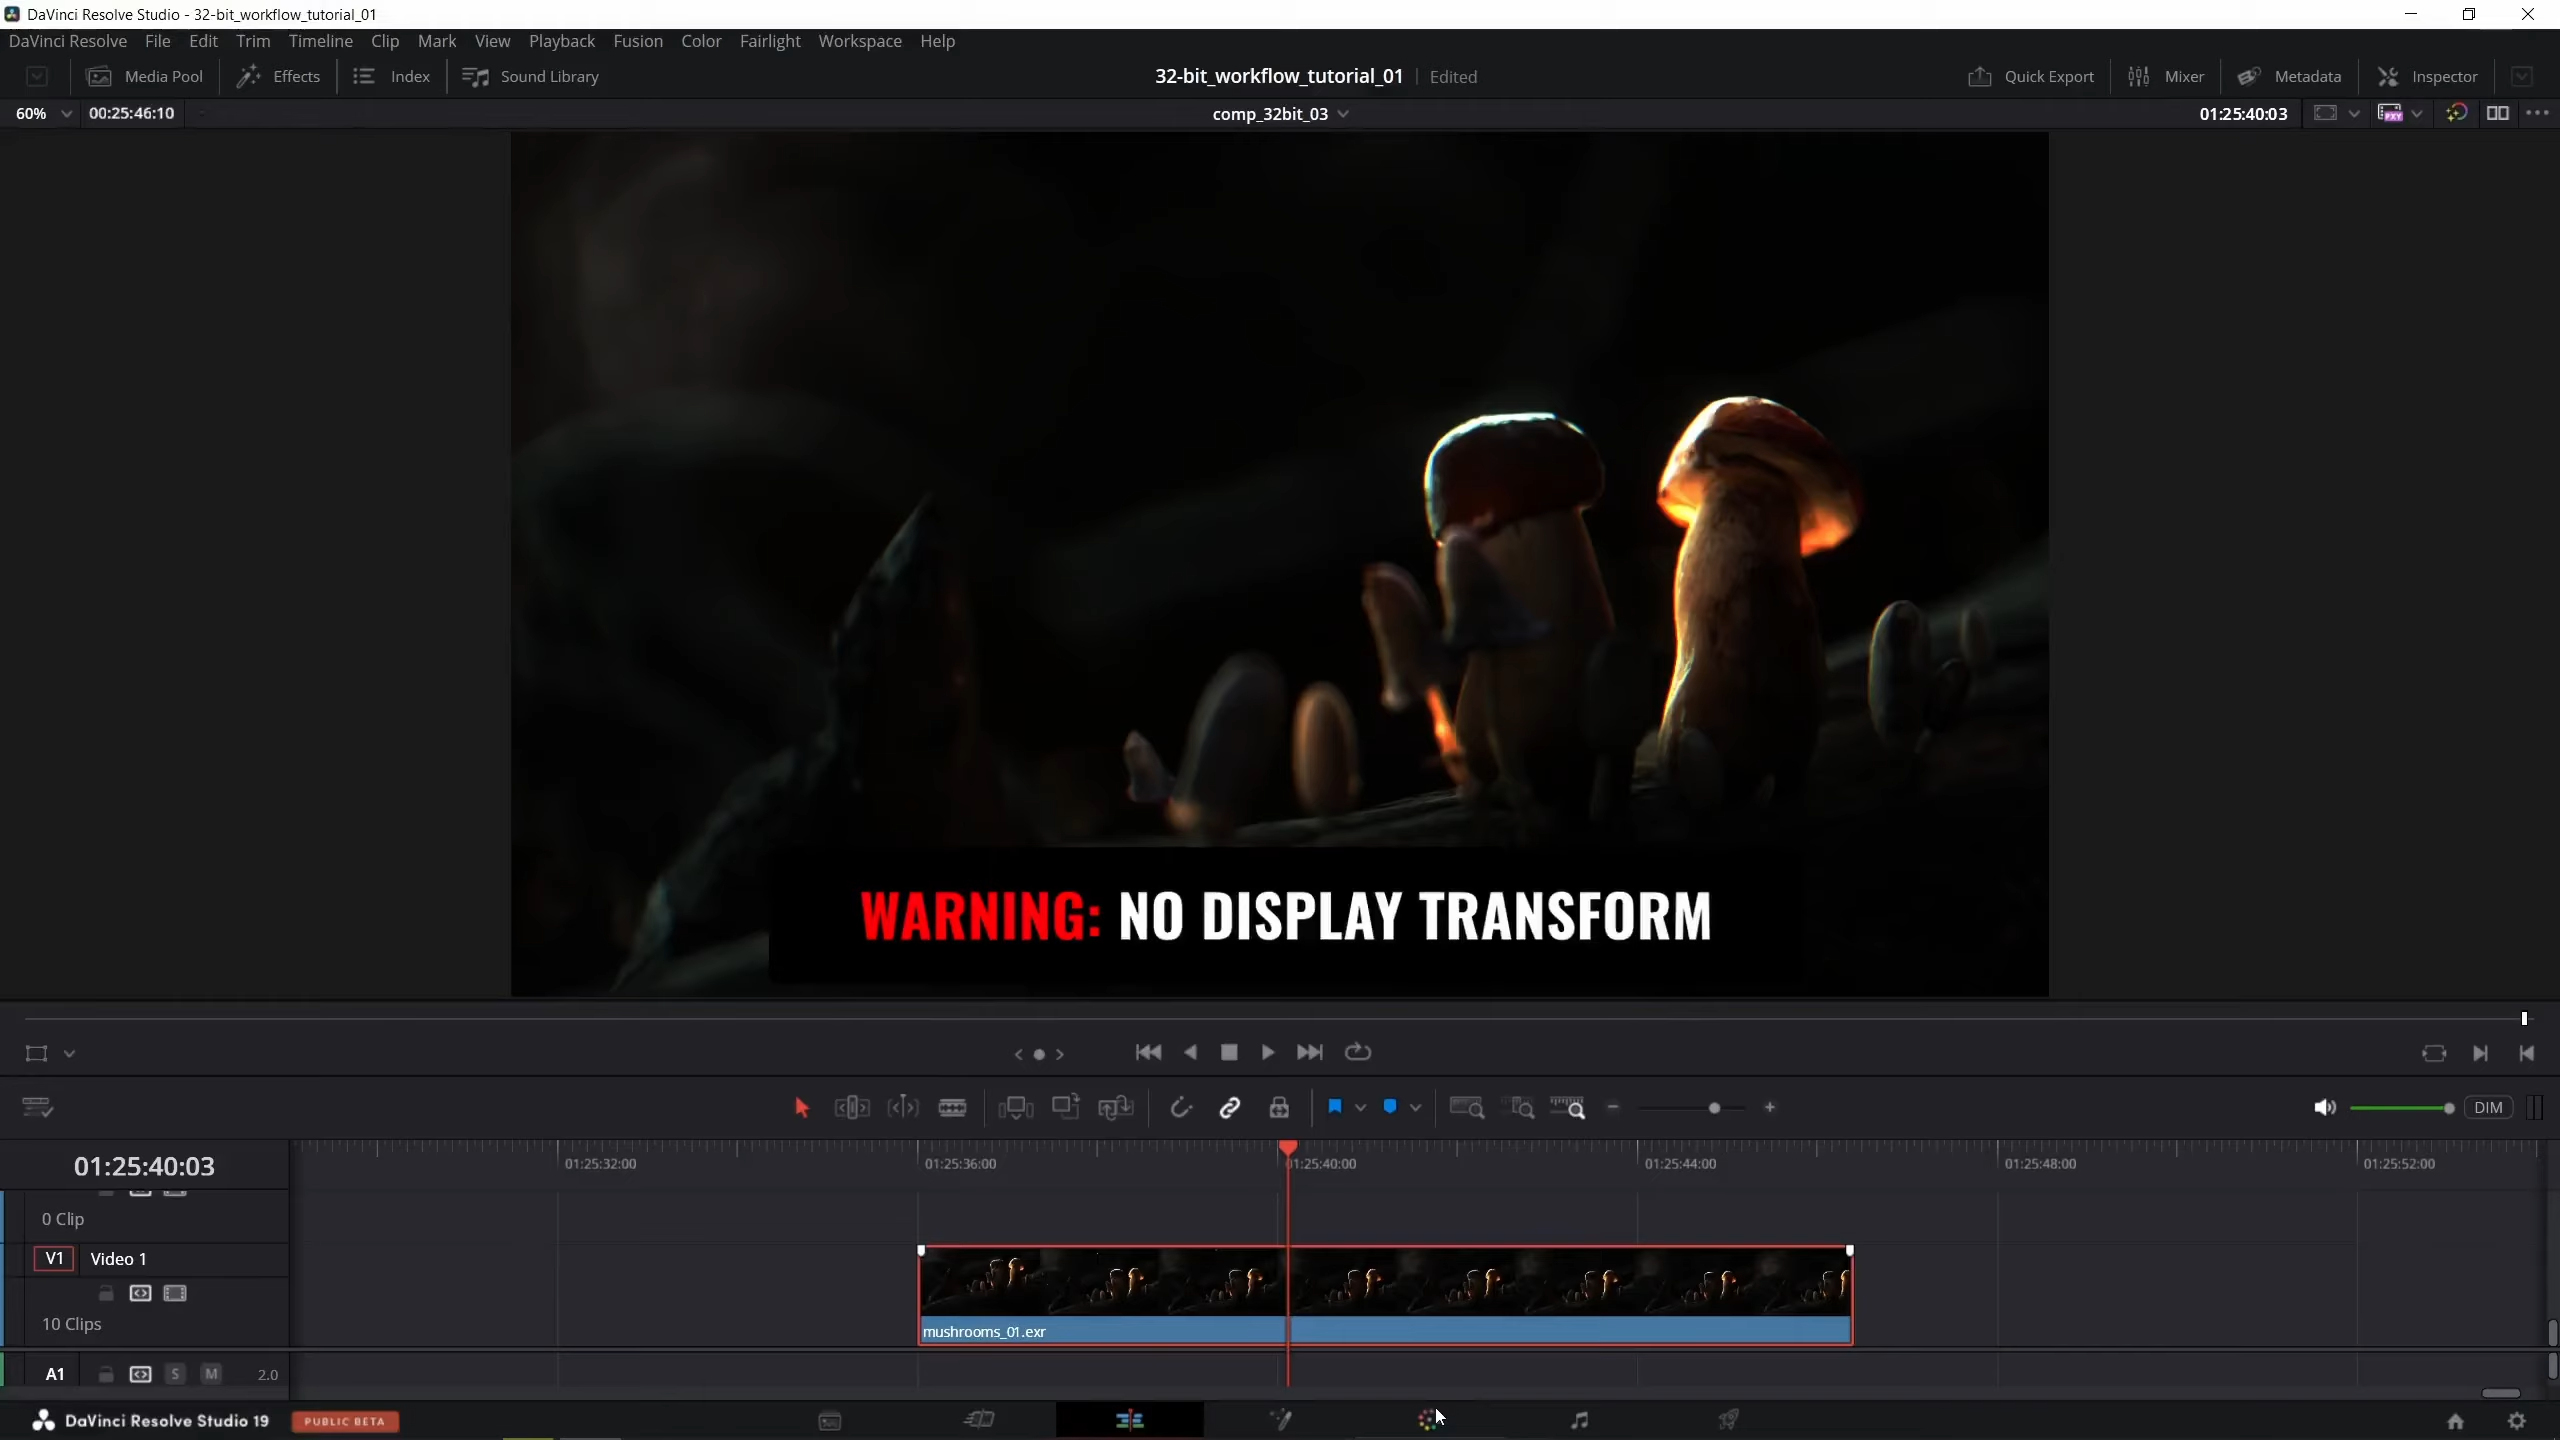 DaVinci Resolve Studio - 32-bit_workflow_tutorial_01
DaVinci Resolve File Edit Trim Timeline Clip Mark View Playback Fusion Color Fairlight Workspace Help
Media Pool Effects Index Sound Library 32-bit_workflow_tutorial_01 Edited Quick Export Mixer Metadata Inspector
60% 00:25:46:10 comp_32bit_03 01:25:40:03 PXY
WARNING: NO DISPLAY TRANSFORM
DIM
01:25:40:03 01:25:32:00 01:25:36:00 01:25:40:00 01:25:44:00 01:25:48:00 01:25:52:00
0 Clip
V1 Video 1
10 Clips
mushrooms_01.exr
A1 S M 2.0
DaVinci Resolve Studio 19 PUBLIC BETA